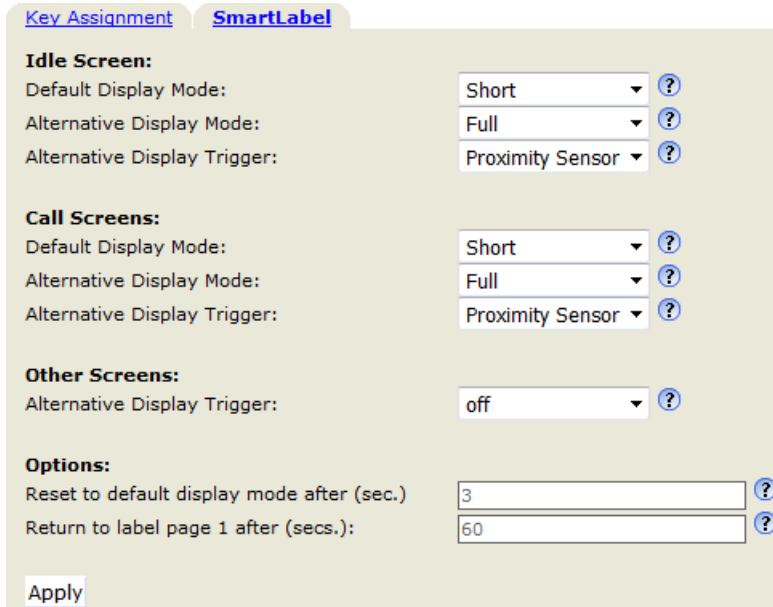 Key Assignment SmartLabel
Idle Screen:
Default Display Mode: Short ?
Alternative Display Mode: Full ?
Alternative Display Trigger: Proximity Sensor ?
Call Screens:
Default Display Mode: Short ?
Alternative Display Mode: Full ?
Alternative Display Trigger: Proximity Sensor ?
Other Screens:
Alternative Display Trigger: off ?
Options:
Reset to default display mode after (sec.) 3 ?
Return to label page 1 after (secs.): 60 ?
Apply